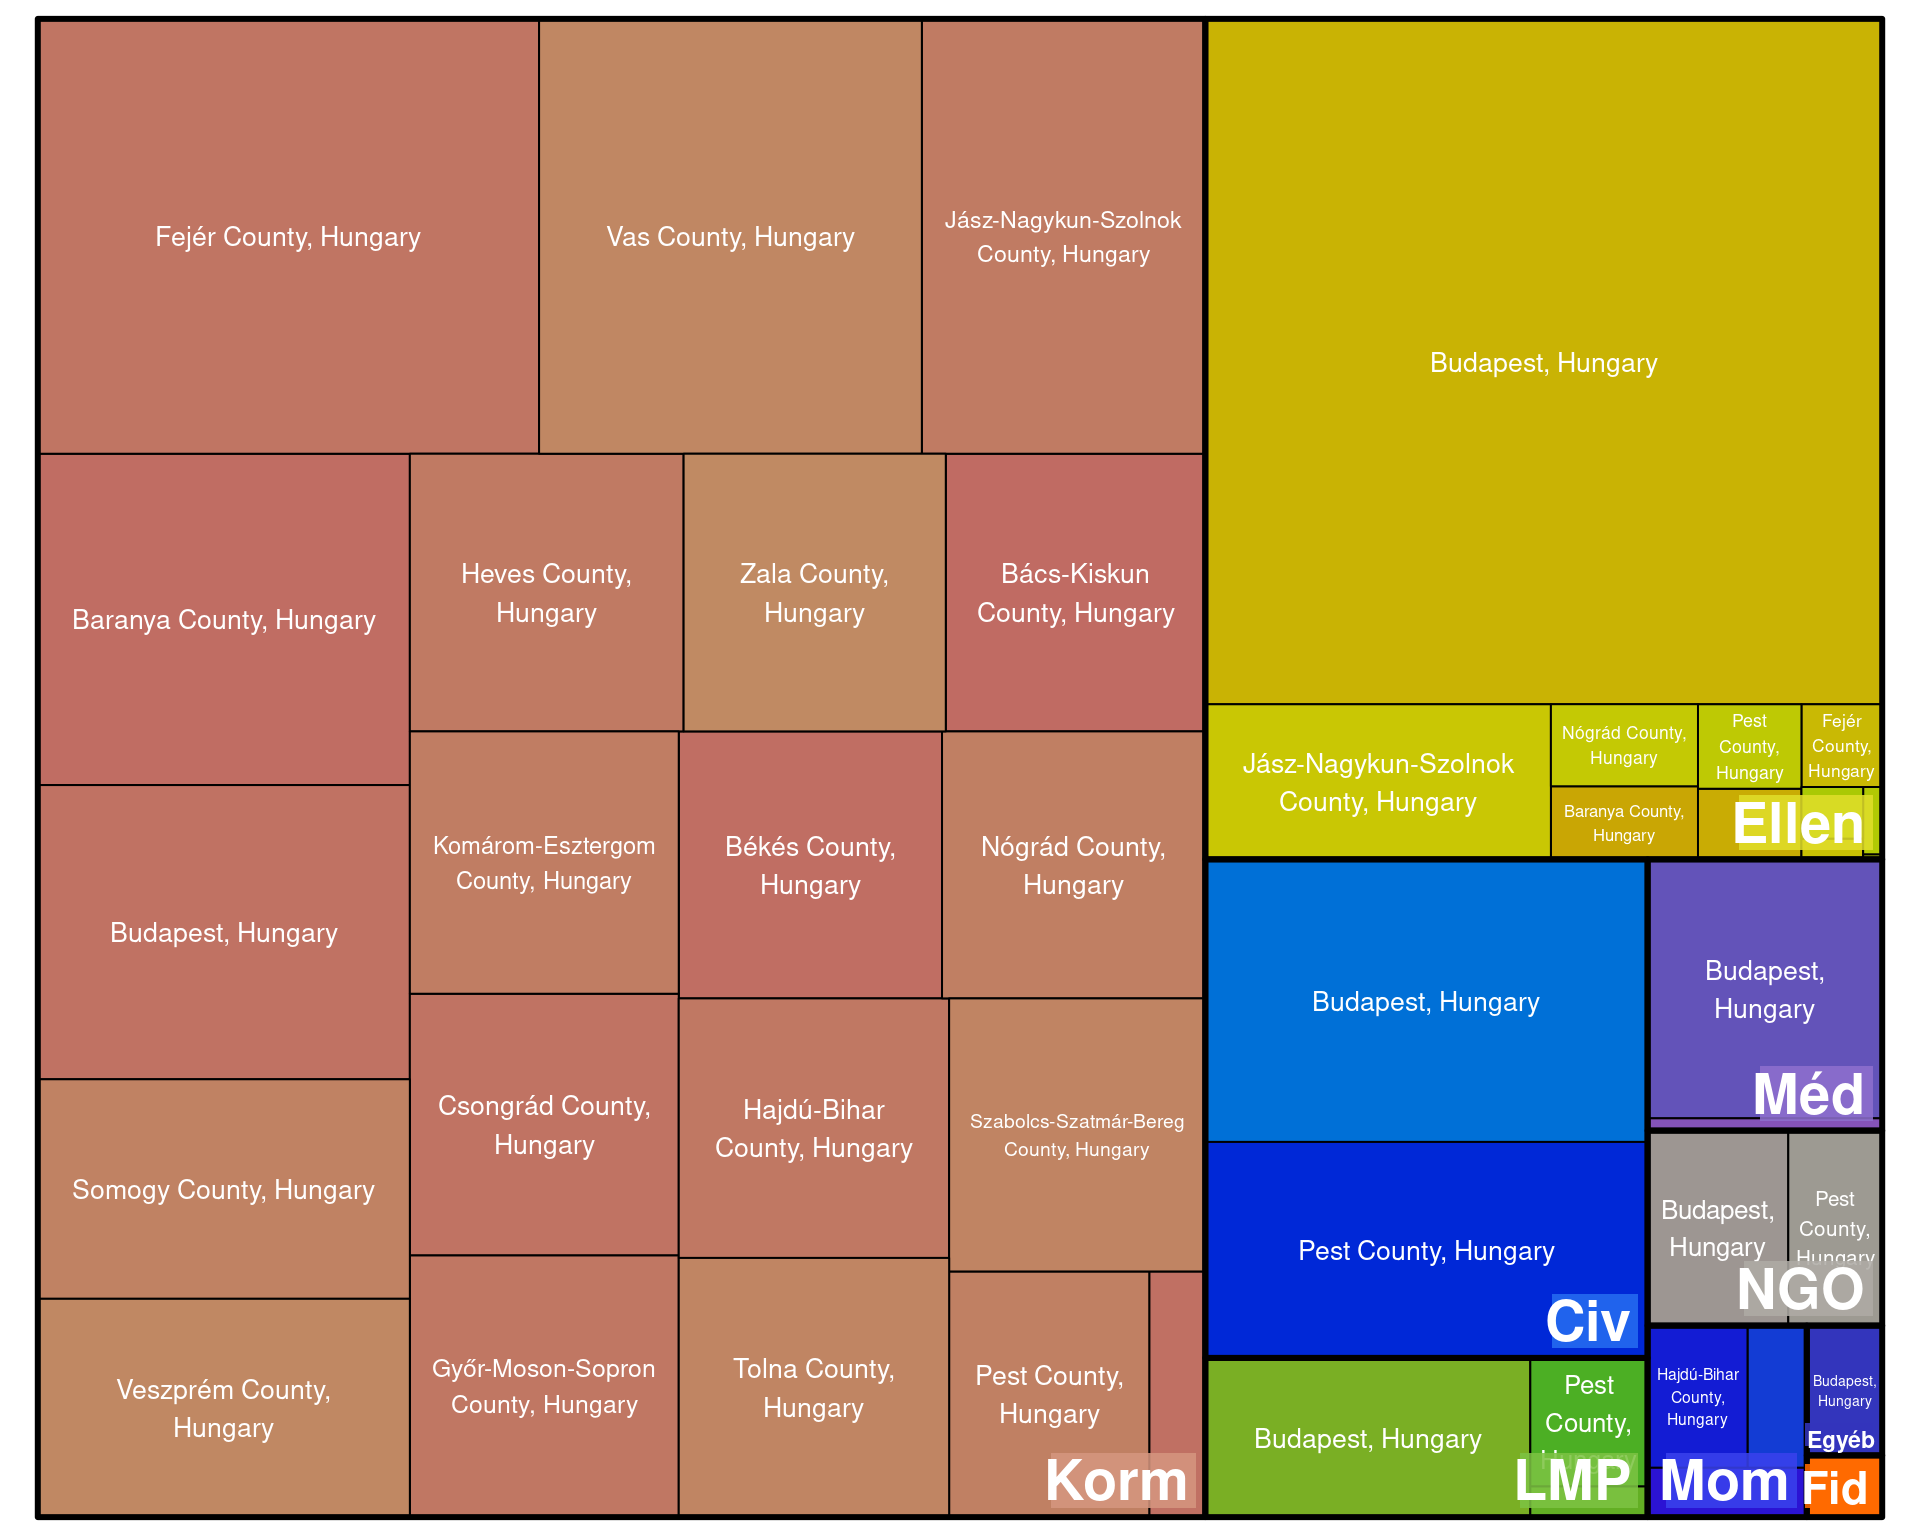 Fejér County, Hungary
Vas County, Hungary
Jász-Nagykun-Szolnok
County, Hungary
Baranya County, Hungary
Heves County,
Hungary
Zala County,
Hungary
Bács-Kiskun
County, Hungary
Budapest, Hungary
Komárom-Esztergom
County, Hungary
Békés County,
Hungary
Nógrád County,
Hungary
Somogy County, Hungary
Csongrád County,
Hungary
Hajdú-Bihar
County, Hungary
Szabolcs-Szatmár-Bereg
County, Hungary
Veszprém County,
Hungary
Győr-Moson-Sopron
County, Hungary
Tolna County,
Hungary
Pest County,
Hungary
Korm
Budapest, Hungary
Jász-Nagykun-Szolnok
County, Hungary
Nógrád County,
Hungary
Baranya County,
Hungary
Pest
County,
Hungary
Fejér
County,
Hungary
Ellen
Budapest, Hungary
Pest County, Hungary
Civ
Budapest,
Hungary
Méd
Budapest,
Hungary
Pest
County,
Hungary
NGO
Budapest, Hungary
Pest
County,
Hungary
LMP
Hajdú-Bihar
County,
Hungary
Mom
Budapest,
Hungary
Egyéb
Fid